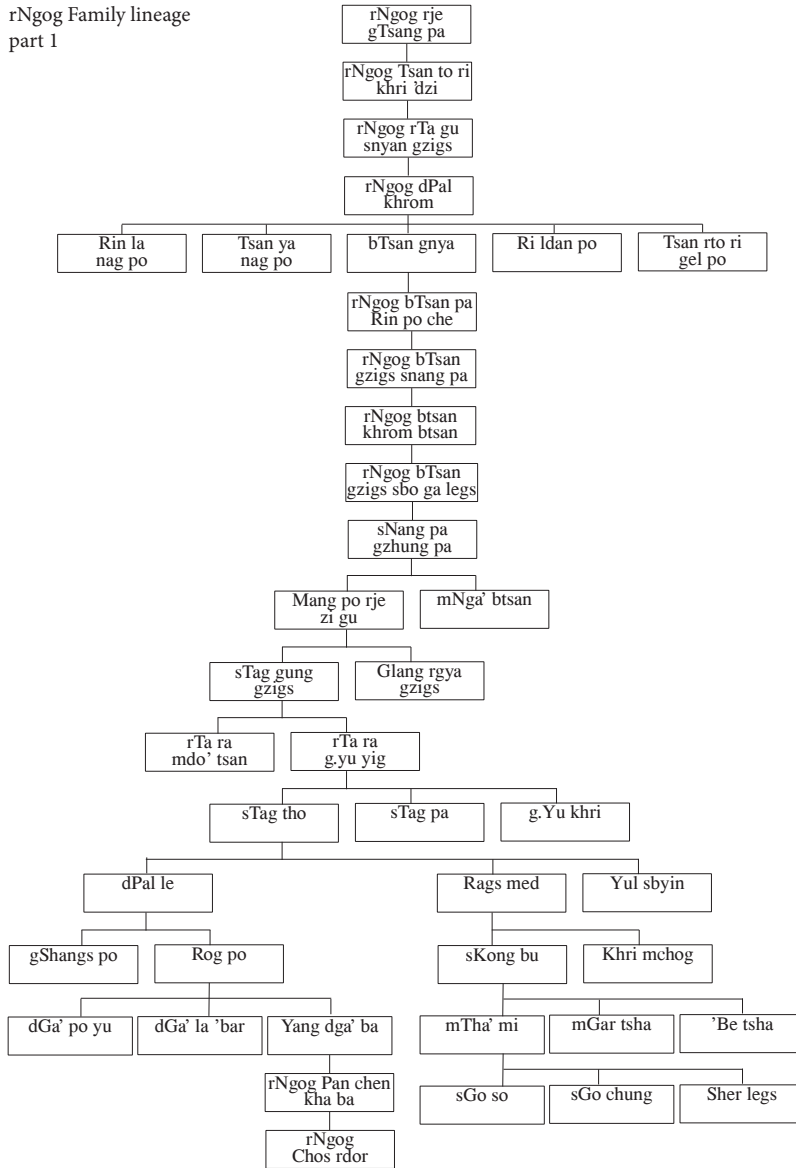 rNgog Family lineage
part 1
rNgog rje
gTsang pa
rNgog Tsan to ri
khri 'dzi
rNgog rTa gu
snyan gzigs
rNgog dPal
khrom
Rin la
nag po
Tsan ya
nag po
bTsan gnya
Ri ldan po
Tsan rto ri
gel po
rNgog bTsan pa
Rin po che
rNgog bTsan
gzigs snang pa
rNgog btsan
khrom btsan
rNgog bTsan
gzigs sbo ga legs
sNang pa
gzhung pa
Mang po rje
zi gu
mNga' btsan
sTag gung
gzigs
Glang rgya
gzigs
rTa ra
mdo' tsan
rTa ra
g.yu yig
sTag tho
sTag pa
g.Yu khri
dPal le
Rags med
Yul sbyin
gShangs po
Rog po
sKong bu
Khri mchog
dGa' po yu
dGa' la 'bar
Yang dga' ba
mTha' mi
mGar tsha
'Be tsha
rNgog Pan chen
kha ba
sGo so
sGo chung
Sher legs
rNgog
Chos rdor